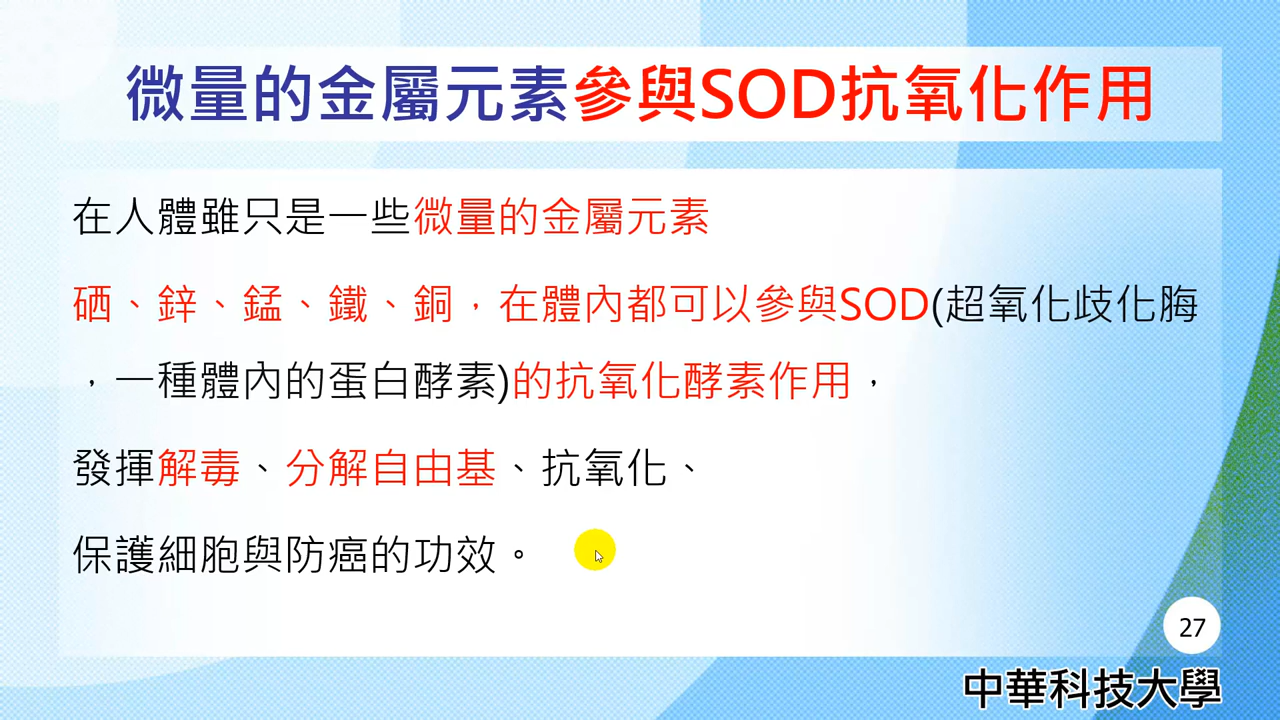 微量的金屬元素參與SOD抗氧化作用
在人體雖只是一些微量的金屬元素
硒、鋅、錳、鐵、銅，在體內都可以參與SOD(超氧化歧化脢
，一種體內的蛋白酵素)的抗氧化酵素作用，
發揮解毒、分解自由基、抗氧化、
保護細胞與防癌的功效。
27
中華科技大學